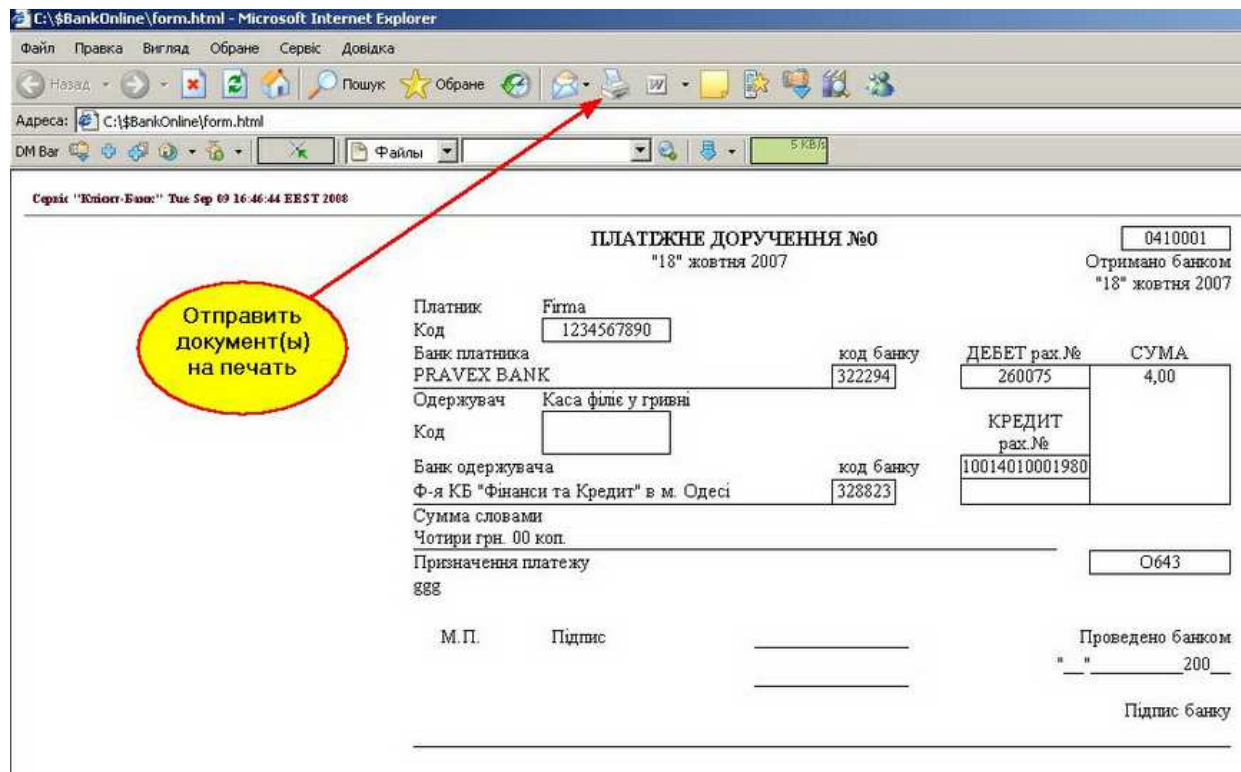 C:\$BankOnline\form.html - Microsoft Internet Explorer
Файл Правка Вигляд Обране Сервіс Довідка
Назад Пошук Обране
Адреса: C:\$BankOnline\form.html
DM Bar Файлы 5 KB/s
Сервіс "Клієнт-Банк" Tue Sep 09 16:46:44 EEST 2008
ПЛАТІЖНЕ ДОРУЧЕННЯ №0 0410001
"18" жовтня 2007 Отримано банком
"18" жовтня 2007
Отправить
документ(ы)
на печать
Платник Firma
Код 1234567890
Банк платника код банку ДЕБЕТ рах.№ СУМА
PRAVEX BANK 322294 260075 4,00
Одержувач Каса філіє у гривні
Код КРЕДИТ
рах.№
Банк одержувача код банку 10014010001980
Ф-я КБ "Фінанси та Кредит" в м. Одесі 328823
Сумма словами
Чотири грн. 00 коп.
Призначення платежу О643
ggg
М.П. Підпис Проведено банком
"__"__________200__
Підпис банку